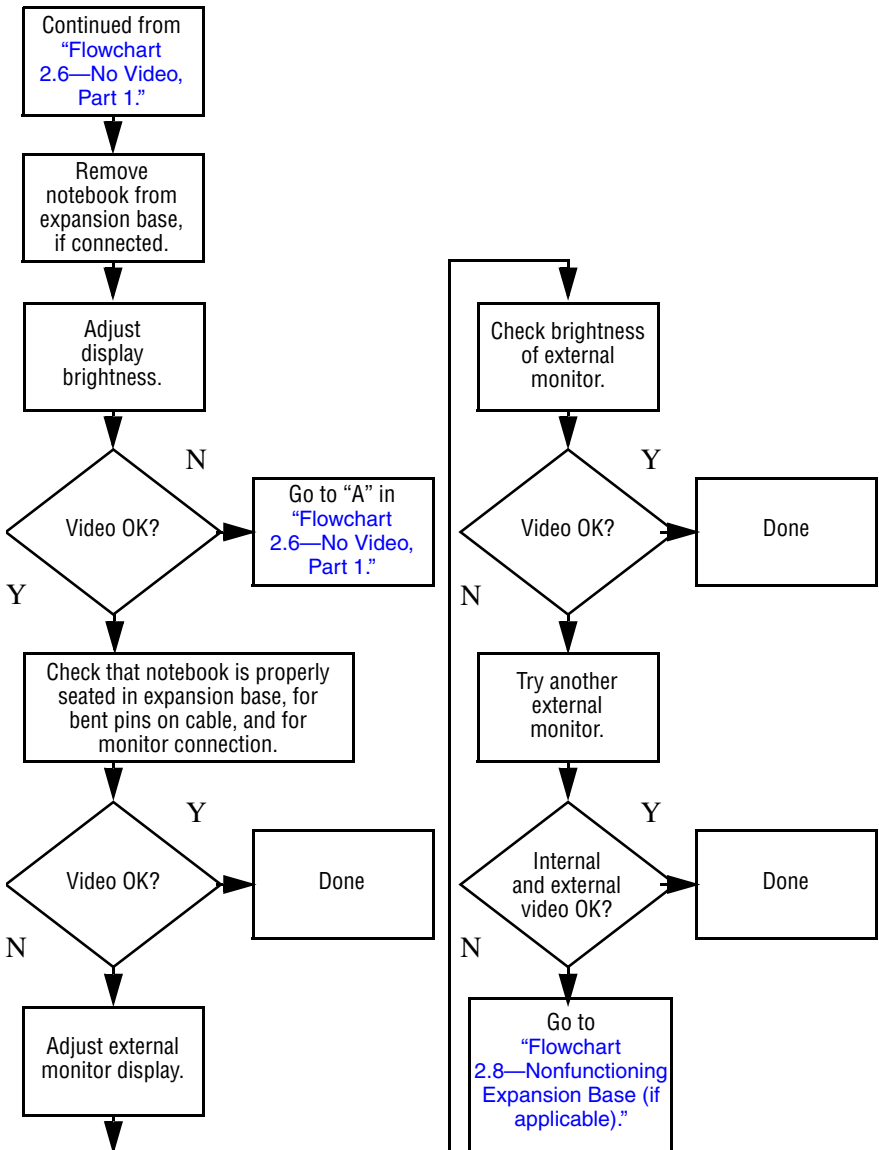 Continued from
“Flowchart
2.6—No Video,
Part 1.”
Remove
notebook from
expansion base,
if connected.
Adjust
display
brightness.
N
Video OK?
Go to “A” in
“Flowchart
2.6—No Video,
Part 1.”
Y
Check that notebook is properly
seated in expansion base, for
bent pins on cable, and for
monitor connection.
Y
Video OK?
Done
N
Adjust external
monitor display.
Check brightness
of external
monitor.
Y
Video OK?
Done
N
Try another
external
monitor.
Y
Internal
and external
video OK?
Done
N
Go to
“Flowchart
2.8—Nonfunctioning
Expansion Base (if
applicable).”